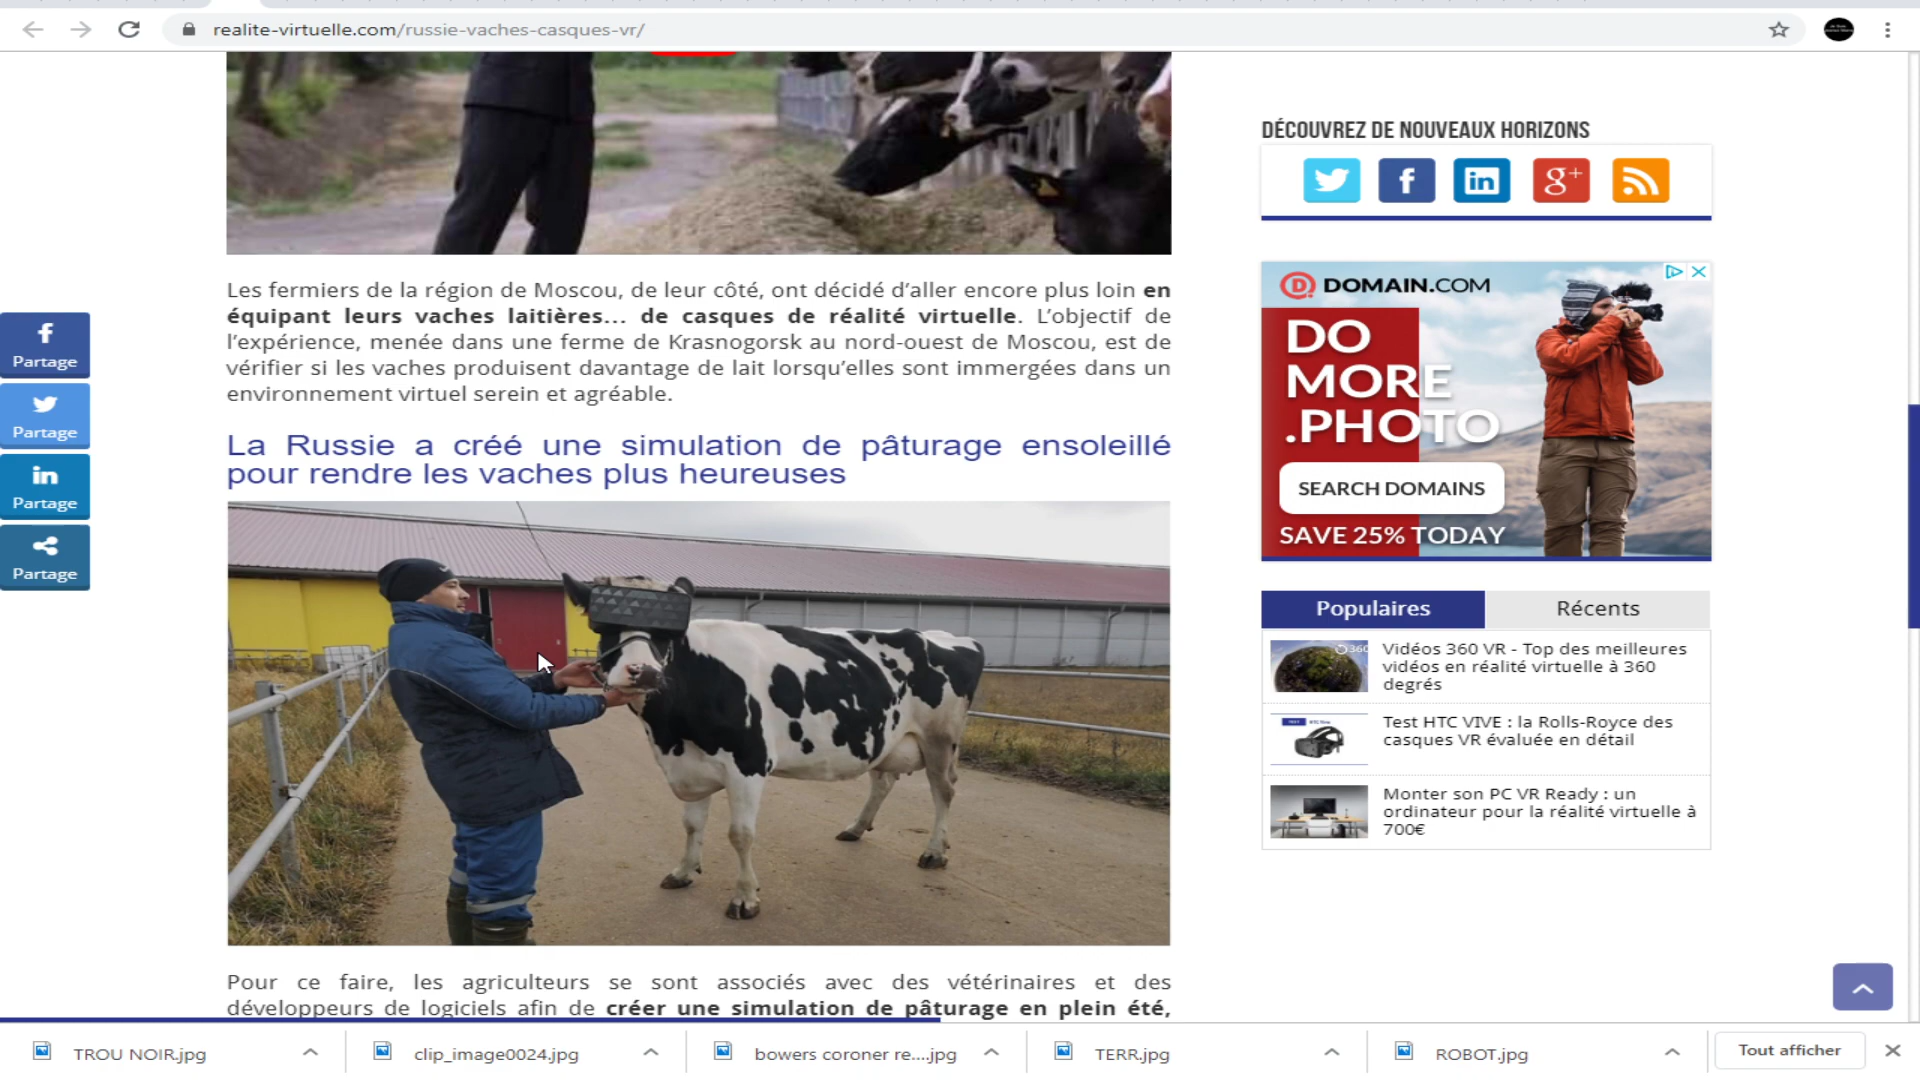 realite-virtuelle.com/russie-vaches-casques-vr/
Les fermiers de la région de Moscou, de leur côté, ont décidé d’aller encore plus loin en
équipant leurs vaches laitières... de casques de réalité virtuelle. L’objectif de
l’expérience, menée dans une ferme de Krasnogorsk au nord-ouest de Moscou, est de
vérifier si les vaches produisent davantage de lait lorsqu’elles sont immergées dans un
environnement virtuel serein et agréable.
La Russie a créé une simulation de pâturage ensoleillé
pour rendre les vaches plus heureuses
Pour ce faire, les agriculteurs se sont associés avec des vétérinaires et des
développeurs de logiciels afin de créer une simulation de pâturage en plein été,
f
Partage
Partage
in
Partage
Partage
DÉCOUVREZ DE NOUVEAUX HORIZONS
f
in
g+
D DOMAIN.COM
DO
MORE
.PHOTO
SEARCH DOMAINS
SAVE 25% TODAY
Populaires
Récents
360
Vidéos 360 VR - Top des meilleures
vidéos en réalité virtuelle à 360
degrés
Test HTC VIVE : la Rolls-Royce des
casques VR évaluée en détail
Monter son PC VR Ready : un
ordinateur pour la réalité virtuelle à
700€
TROU NOIR.jpg
clip_image0024.jpg
bowers coroner re....jpg
TERR.jpg
ROBOT.jpg
Tout afficher